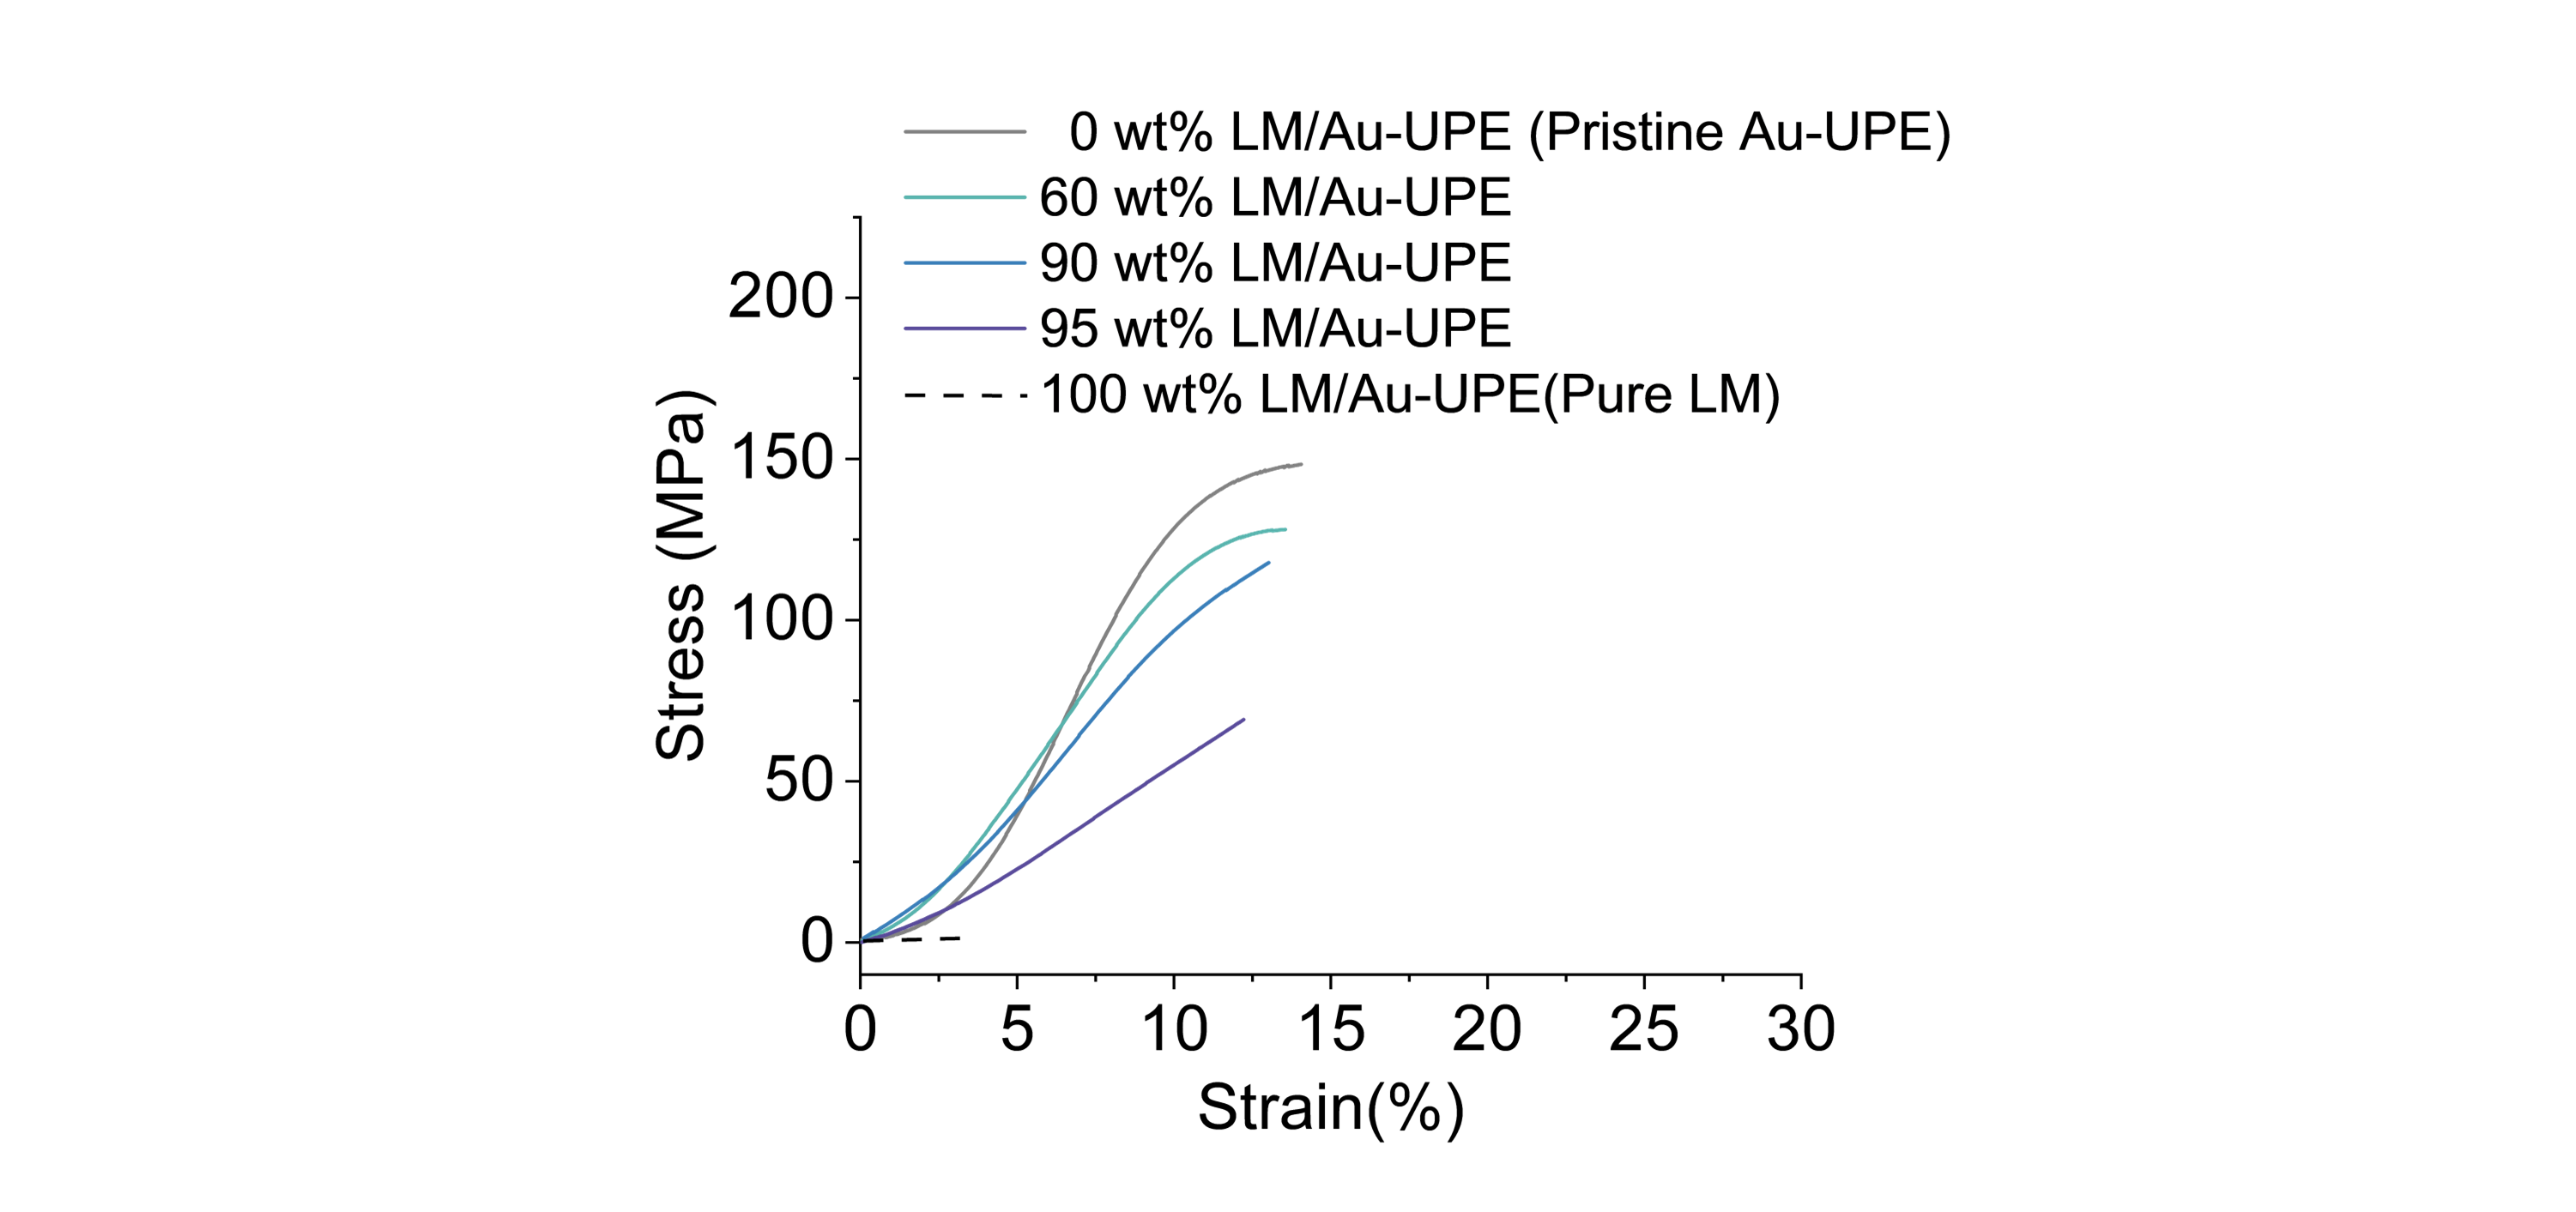 0 wt% LM/Au-UPE (Pristine Au-UPE)
60 wt% LM/Au-UPE
90 wt% LM/Au-UPE
95 wt% LM/Au-UPE
100 wt% LM/Au-UPE(Pure LM)
Stress (MPa)
200
150
100
50
0
0 5 10 15 20 25 30
Strain(%)